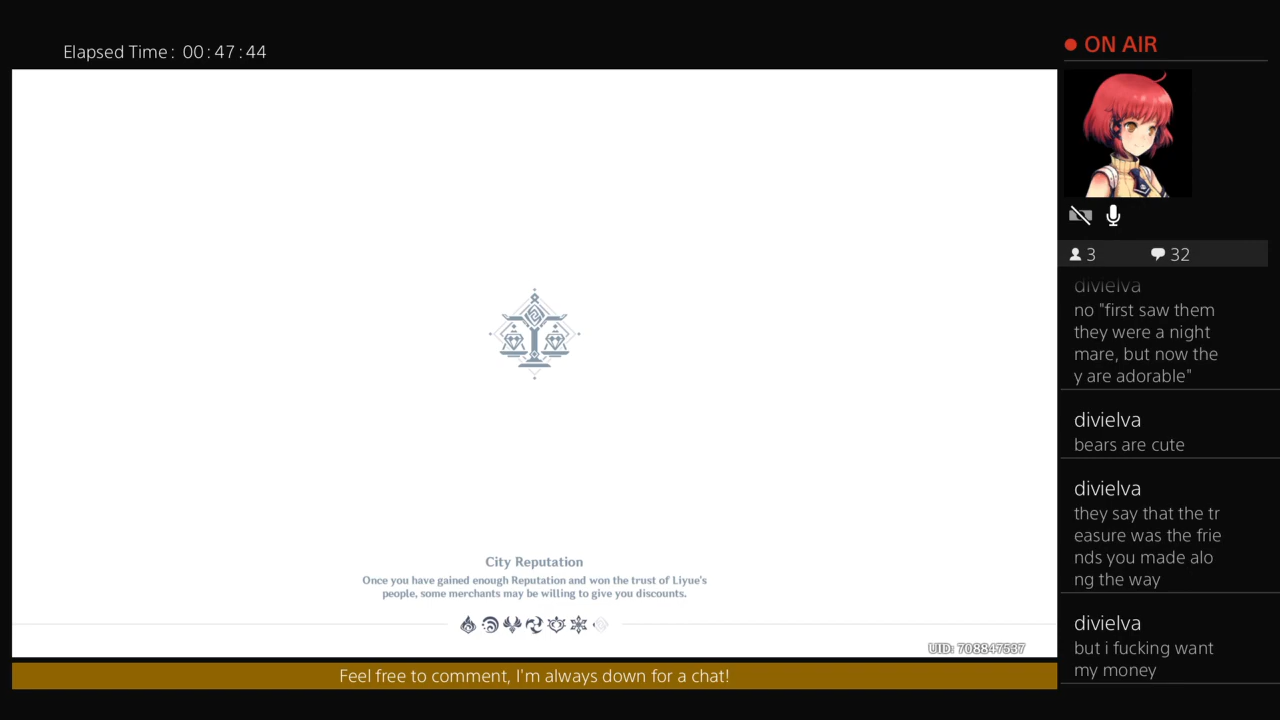 Elapsed Time: 00:47:44
ON AIR
3 32
divielva
no "first saw them
they were a night
mare, but now the
y are adorable"
divielva
bears are cute
divielva
they say that the tr
easure was the frie
nds you made alo
ng the way
divielva
but i fucking want
my money
City Reputation
Once you have gained enough Reputation and won the trust of Liyue's
people, some merchants may be willing to give you discounts.
UID: 708847537
Feel free to comment, I'm always down for a chat!